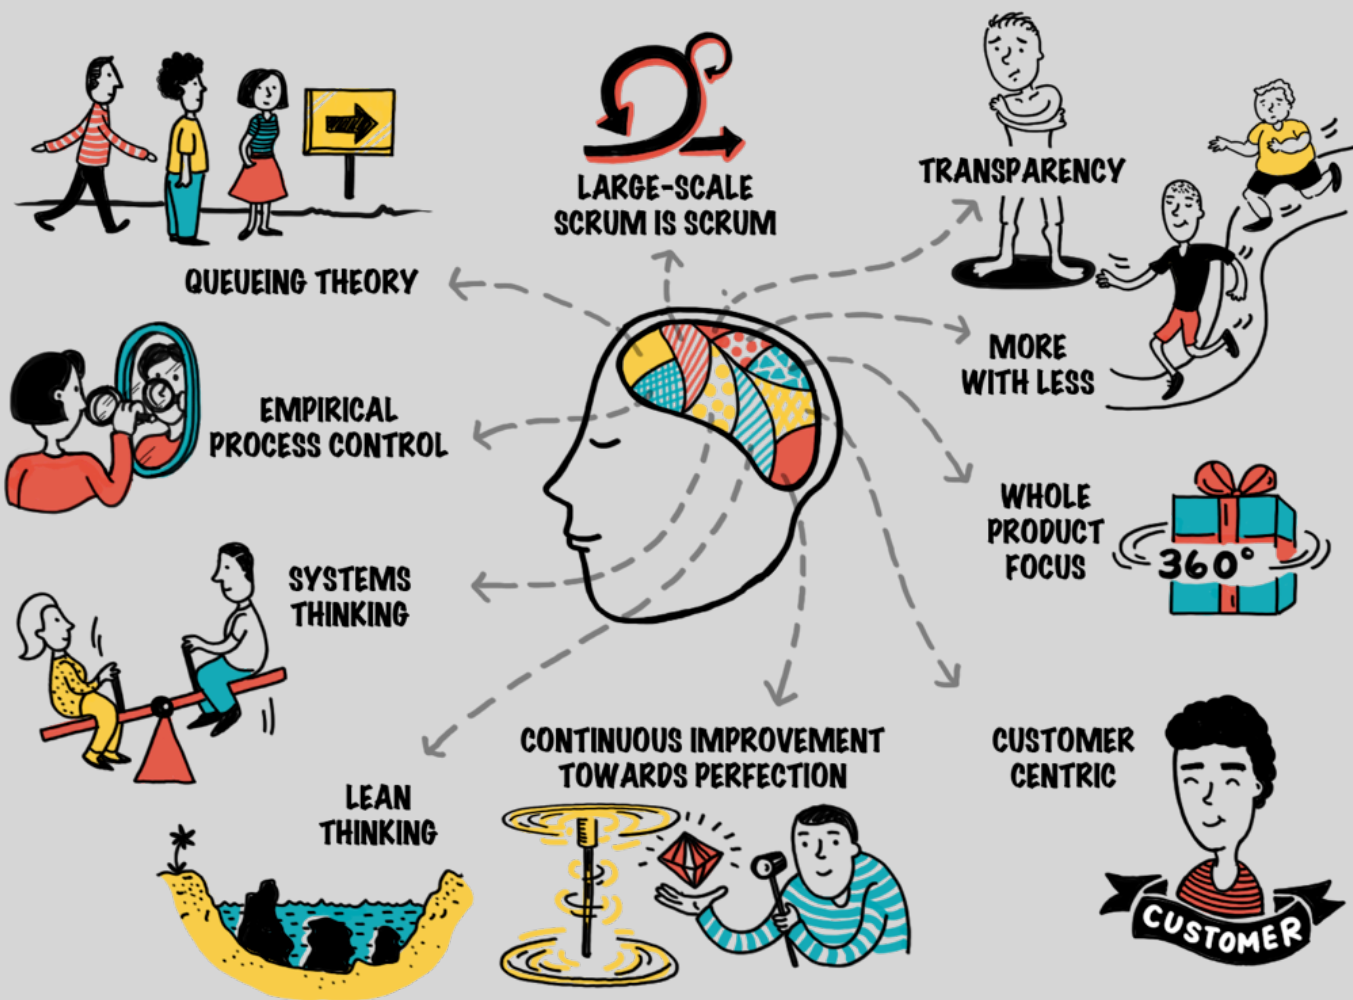 LARGE-SCALE
SCRUM IS SCRUM
TRANSPARENCY
QUEUEING THEORY
MORE
WITH LESS
EMPIRICAL
PROCESS CONTROL
WHOLE
PRODUCT
FOCUS
360°
SYSTEMS
THINKING
CONTINUOUS IMPROVEMENT
TOWARDS PERFECTION
CUSTOMER
CENTRIC
LEAN
THINKING
CUSTOMER